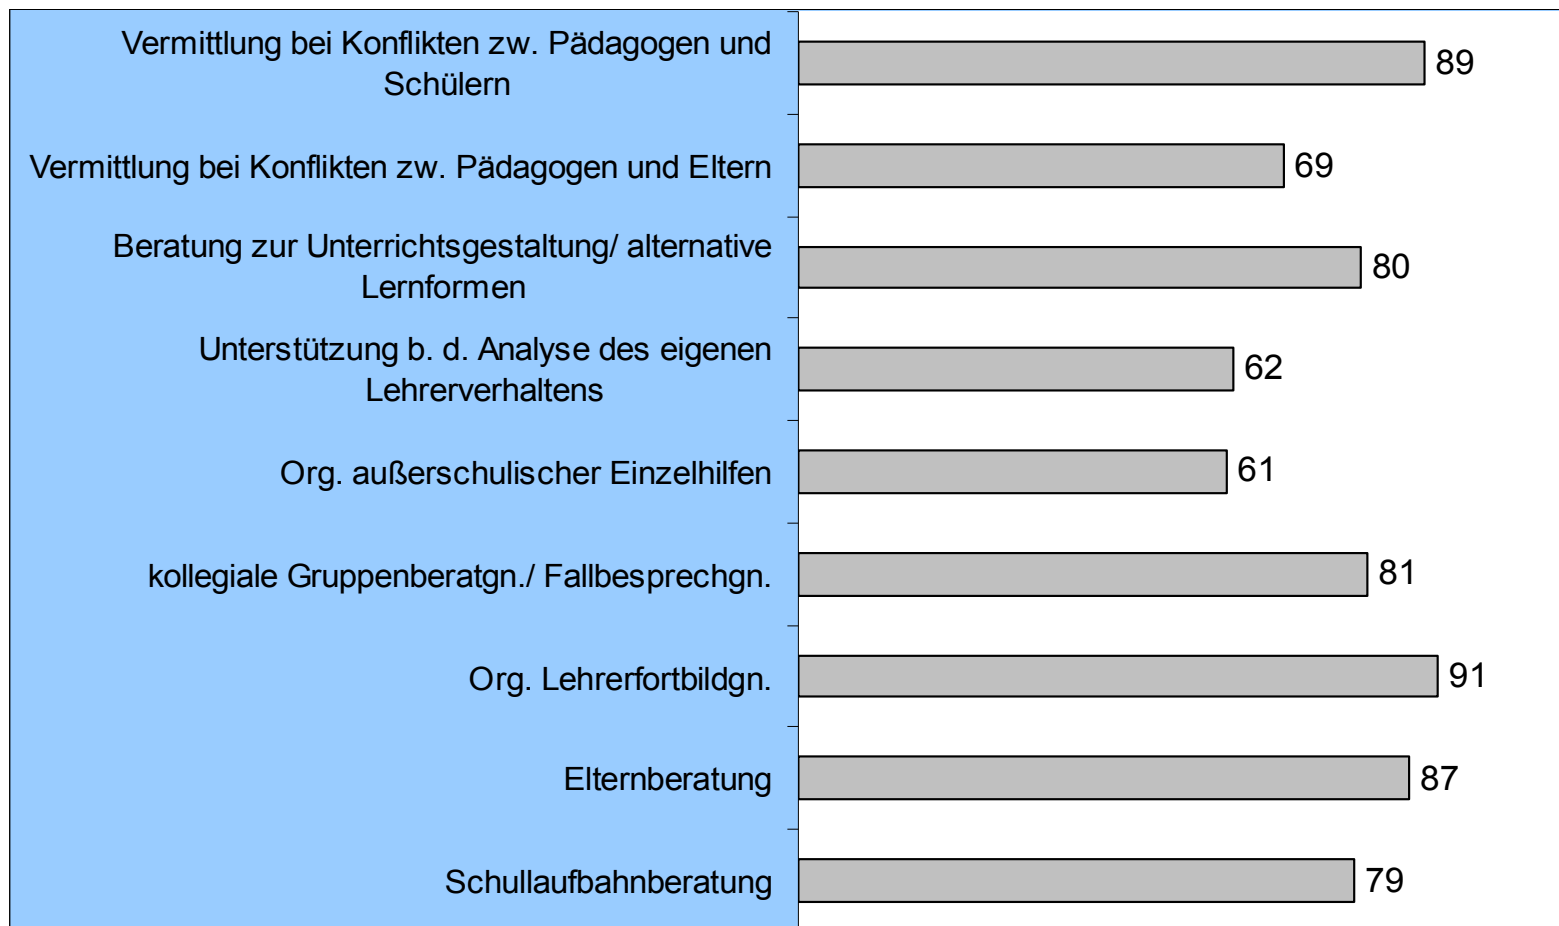 Vermittlung bei Konflikten zw. Pädagogen und
Schülern
89
Vermittlung bei Konflikten zw. Pädagogen und Eltern
69
Beratung zur Unterrichtsgestaltung/ alternative
Lernformen
80
Unterstützung b. d. Analyse des eigenen
Lehrerverhaltens
62
Org. außerschulischer Einzelhilfen
61
kollegiale Gruppenberatgn./ Fallbesprechgn.
81
Org. Lehrerfortbildgn.
91
Elternberatung
87
Schullaufbahnberatung
79